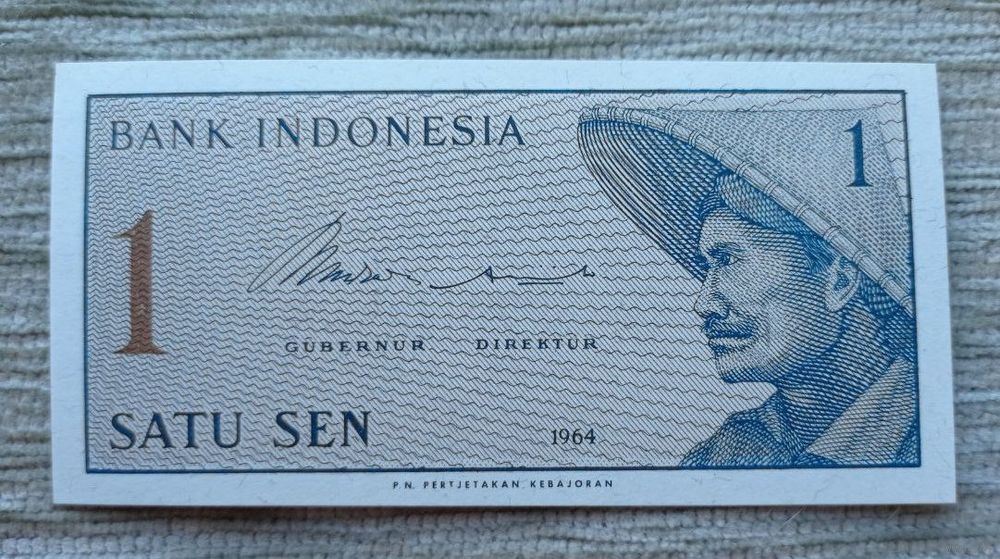 BANK INDONESIA
1
1
GUBERNUR DIREKTUR
SATU SEN
1964
P.N. PERTJETAKAN KEBAJORAN